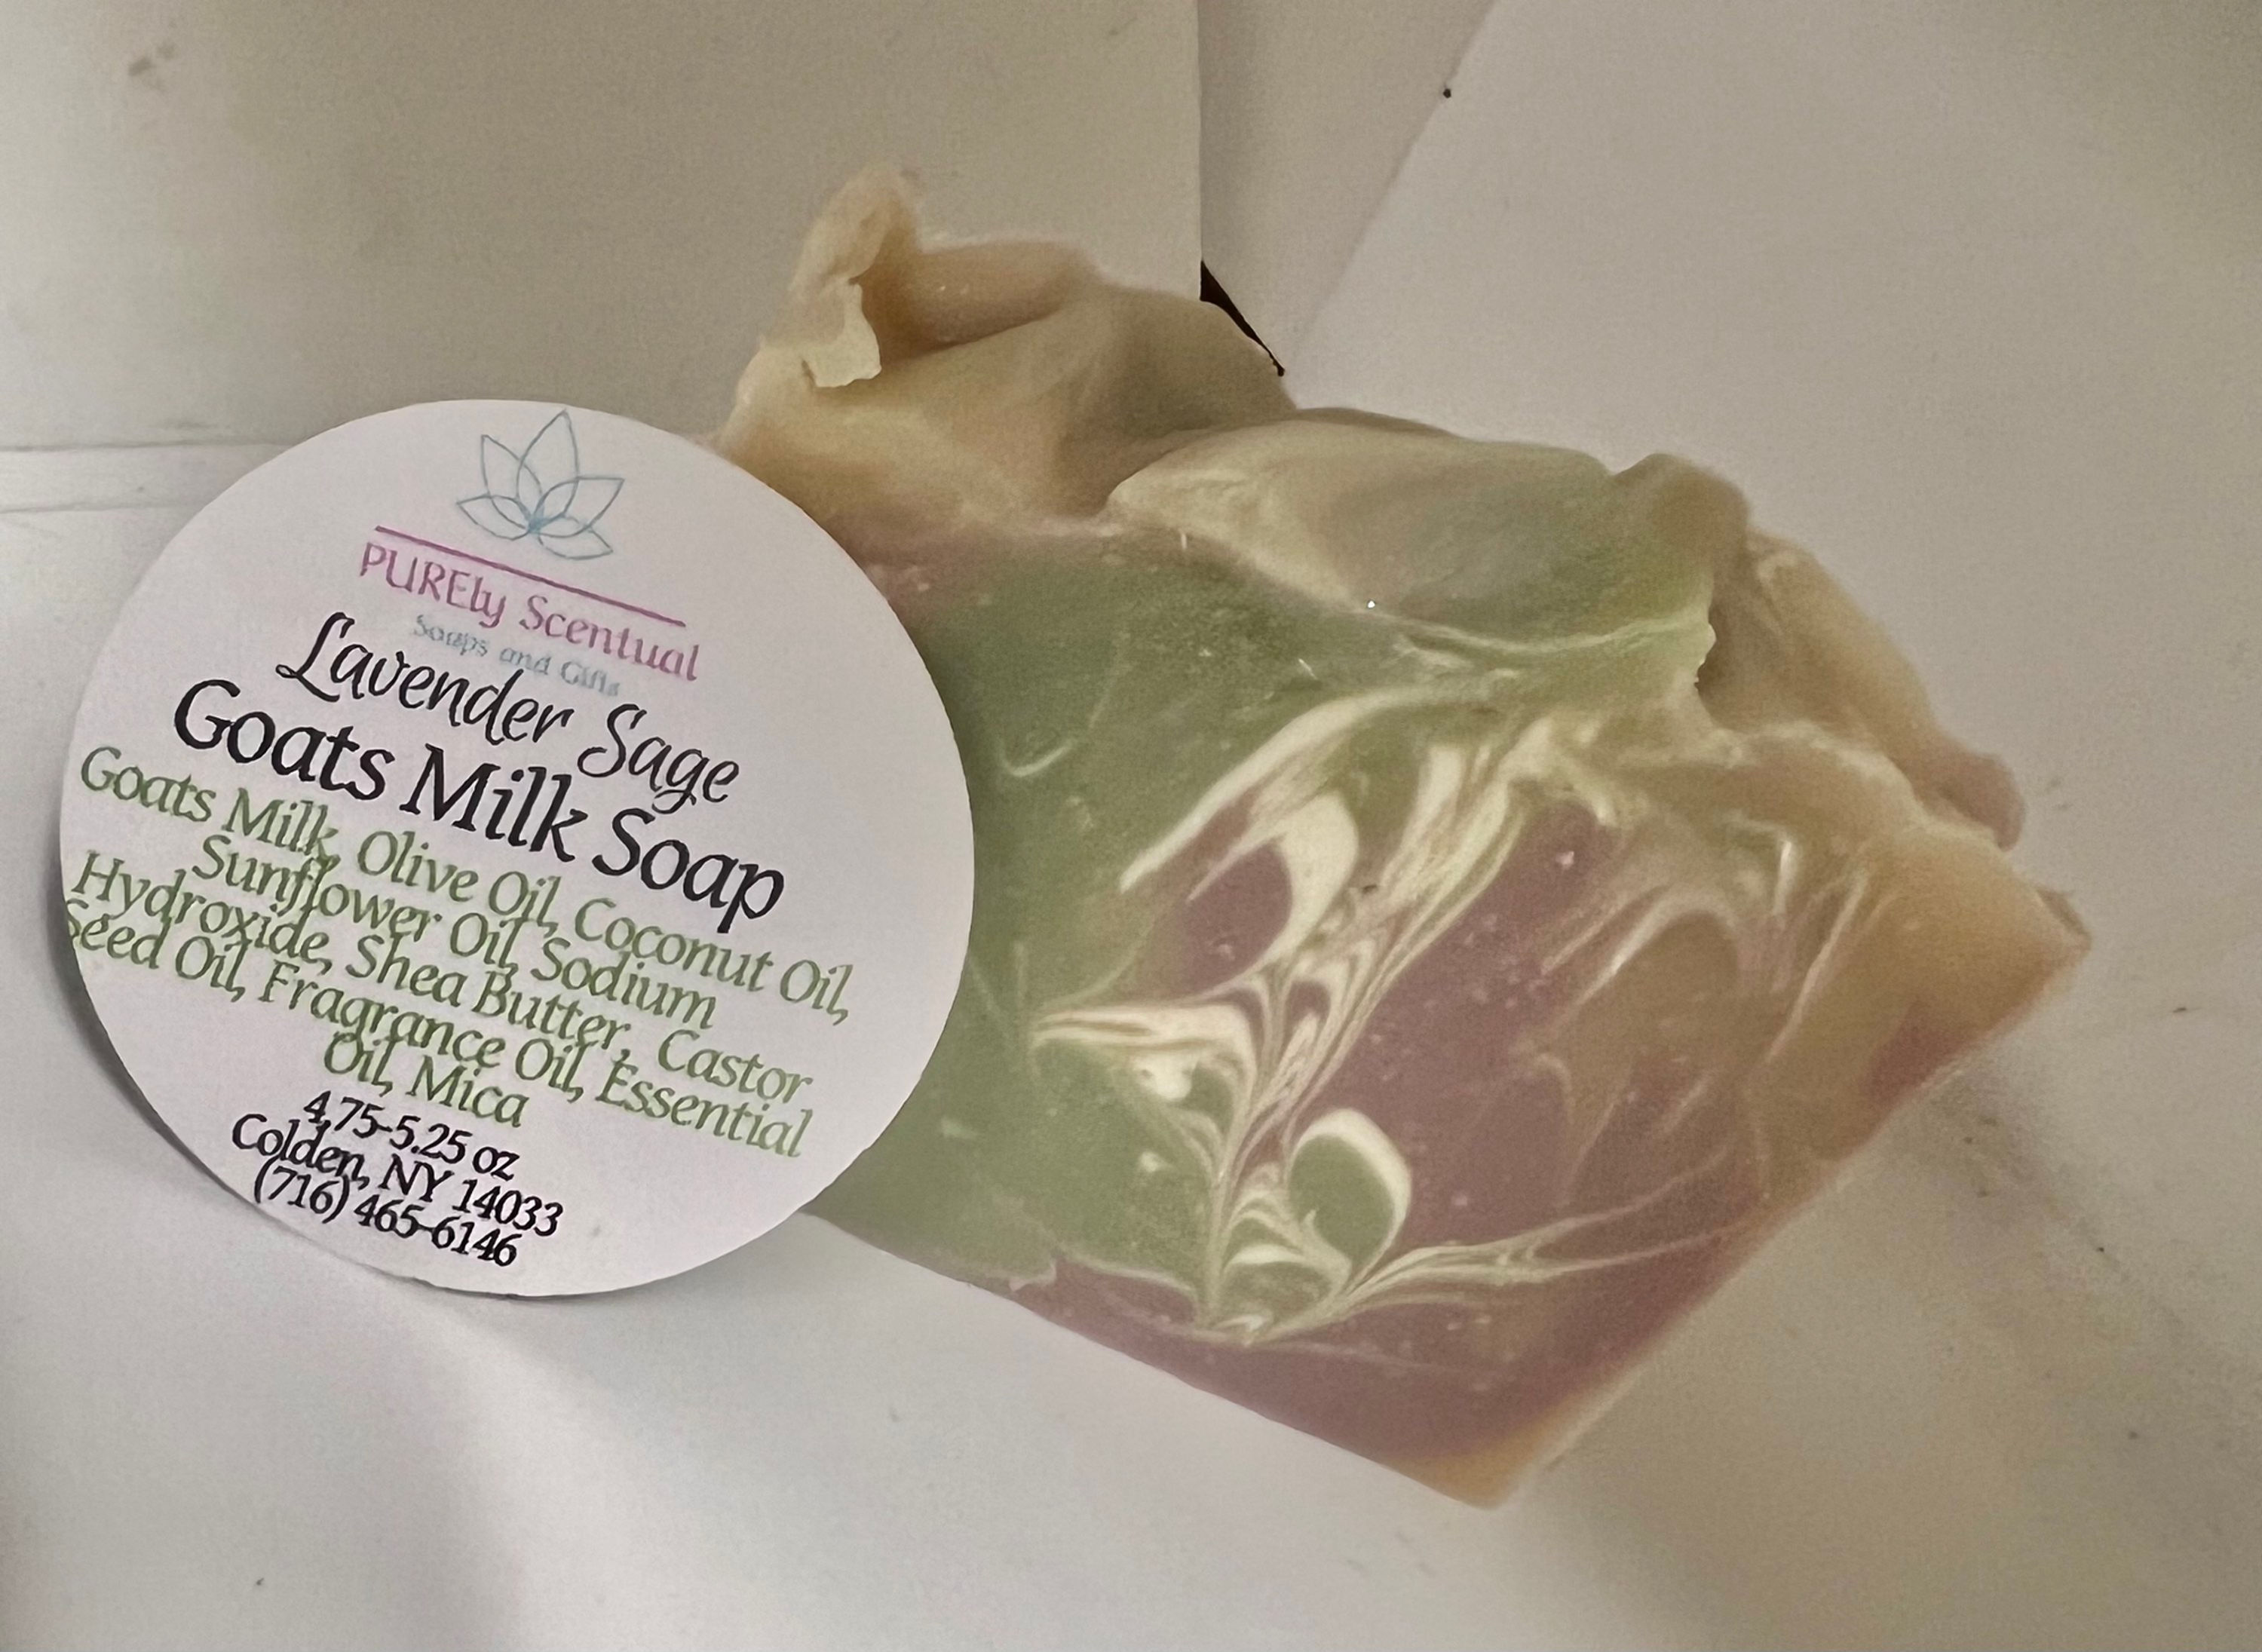 PUREly Scentual
Soaps and Gifts
Lavender Sage
Goats Milk Soap
Goats Milk, Olive Oil, Coconut Oil,
Sunflower Oil, Sodium
Hydroxide, Shea Butter, Castor
Seed Oil, Fragrance Oil, Essential
Oil, Mica
4.75-5.25 oz
Colden, NY 14033
(716) 465-6146